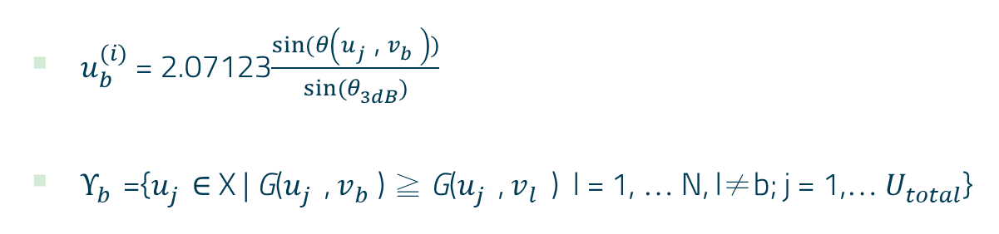 ▪ u_b^{(i)} = 2.07123 \frac{sin(θ(u_j , v_b ))}{sin(θ_{3dB})}
▪ ϒ_b ={u_j ∈ X | G(u_j , v_b ) ≧ G(u_j , v_l ) l = 1, … N, l≠b; j = 1,… U_{total}}